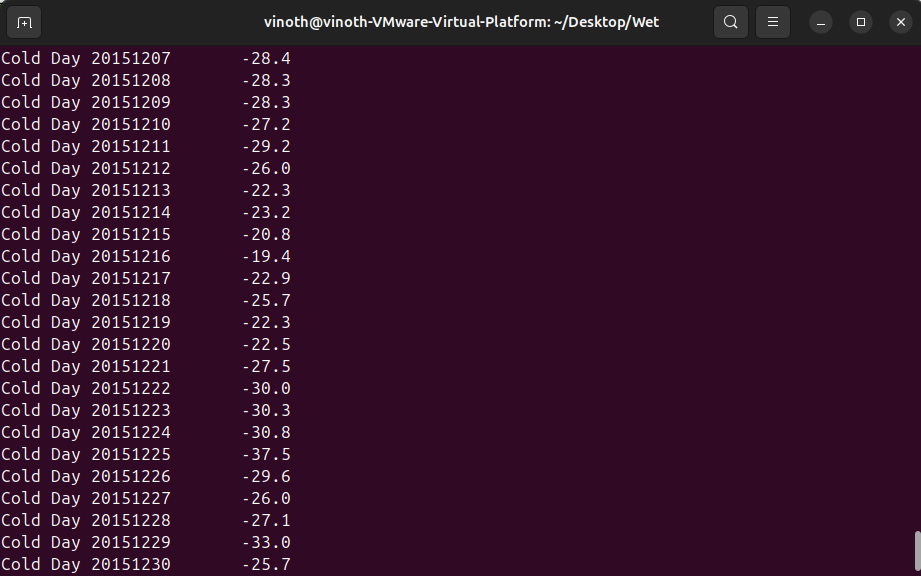 vinoth@vinoth-VMware-Virtual-Platform: ~/Desktop/Wet
Cold Day 20151207 -28.4
Cold Day 20151208 -28.3
Cold Day 20151209 -28.3
Cold Day 20151210 -27.2
Cold Day 20151211 -29.2
Cold Day 20151212 -26.0
Cold Day 20151213 -22.3
Cold Day 20151214 -23.2
Cold Day 20151215 -20.8
Cold Day 20151216 -19.4
Cold Day 20151217 -22.9
Cold Day 20151218 -25.7
Cold Day 20151219 -22.3
Cold Day 20151220 -22.5
Cold Day 20151221 -27.5
Cold Day 20151222 -30.0
Cold Day 20151223 -30.3
Cold Day 20151224 -30.8
Cold Day 20151225 -37.5
Cold Day 20151226 -29.6
Cold Day 20151227 -26.0
Cold Day 20151228 -27.1
Cold Day 20151229 -33.0
Cold Day 20151230 -25.7